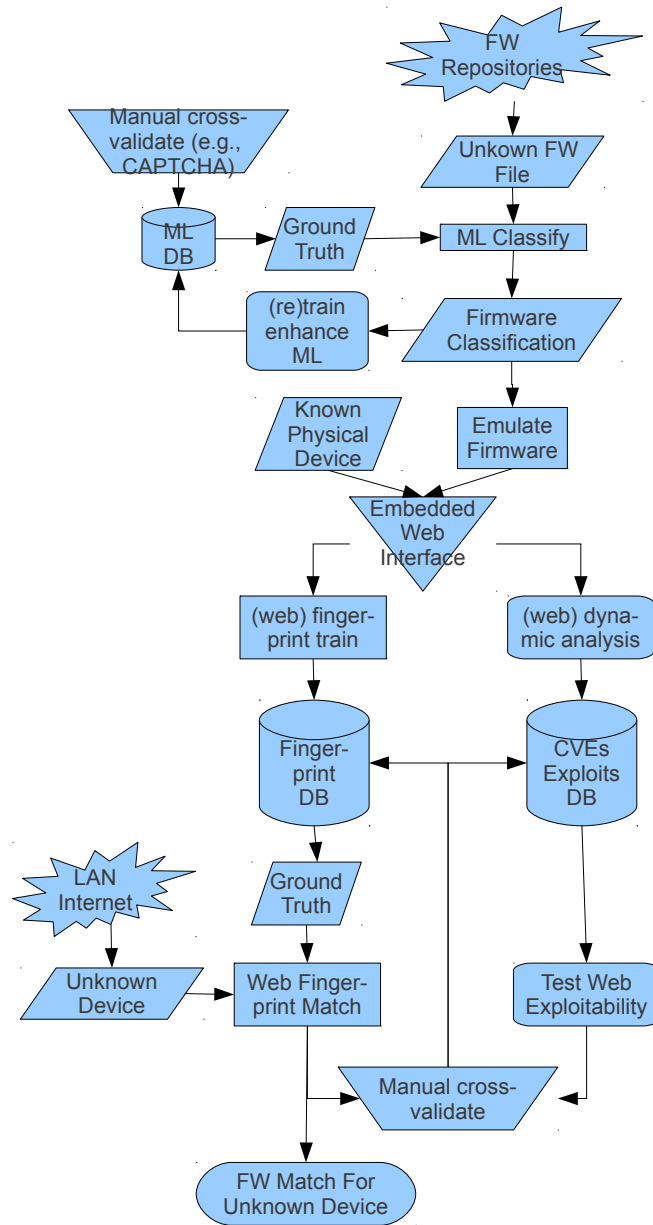 FW
Repositories
Manual cross-
validate (e.g.,
CAPTCHA)
Unkown FW
File
ML
DB
Ground
Truth
ML Classify
(re)train
enhance
ML
Firmware
Classification
Known
Physical
Device
Emulate
Firmware
Embedded
Web
Interface
(web) finger-
print train
(web) dyna-
mic analysis
Finger-
print
DB
CVEs
Exploits
DB
LAN
Internet
Ground
Truth
Unknown
Device
Web Finger-
print Match
Test Web
Exploitability
Manual cross-
validate
FW Match For
Unknown Device